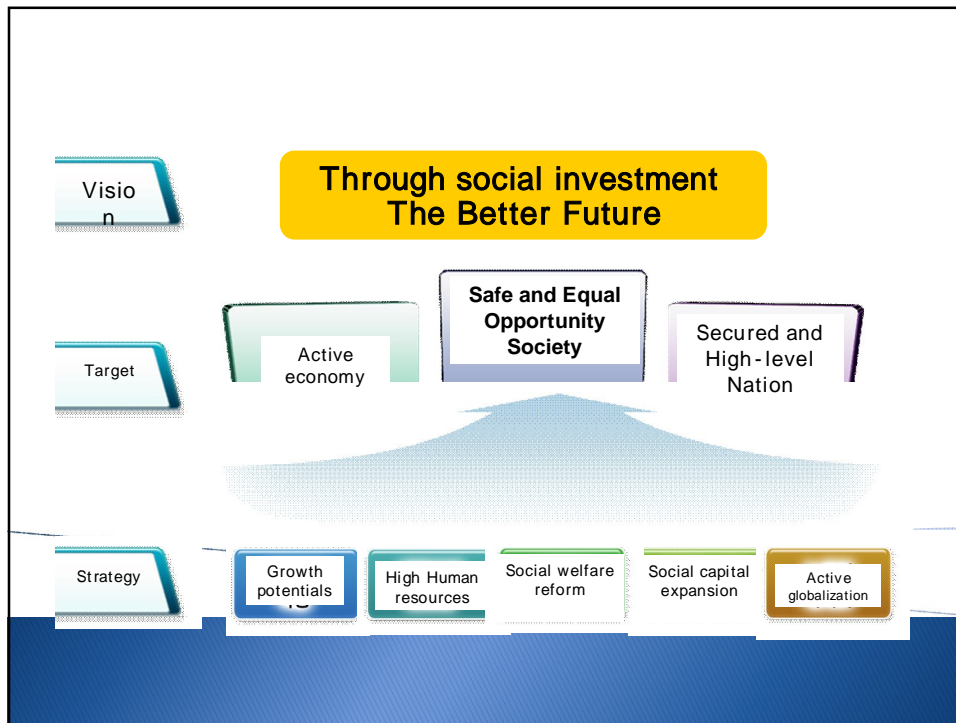 Visio
n
Through social investment
The Better Future
Target
Active
economy
Safe and Equal
Opportunity
Society
Secured and
High-level
Nation
Strategy
Growth
potentials
High Human
resources
Social welfare
reform
Social capital
expansion
Active
globalization